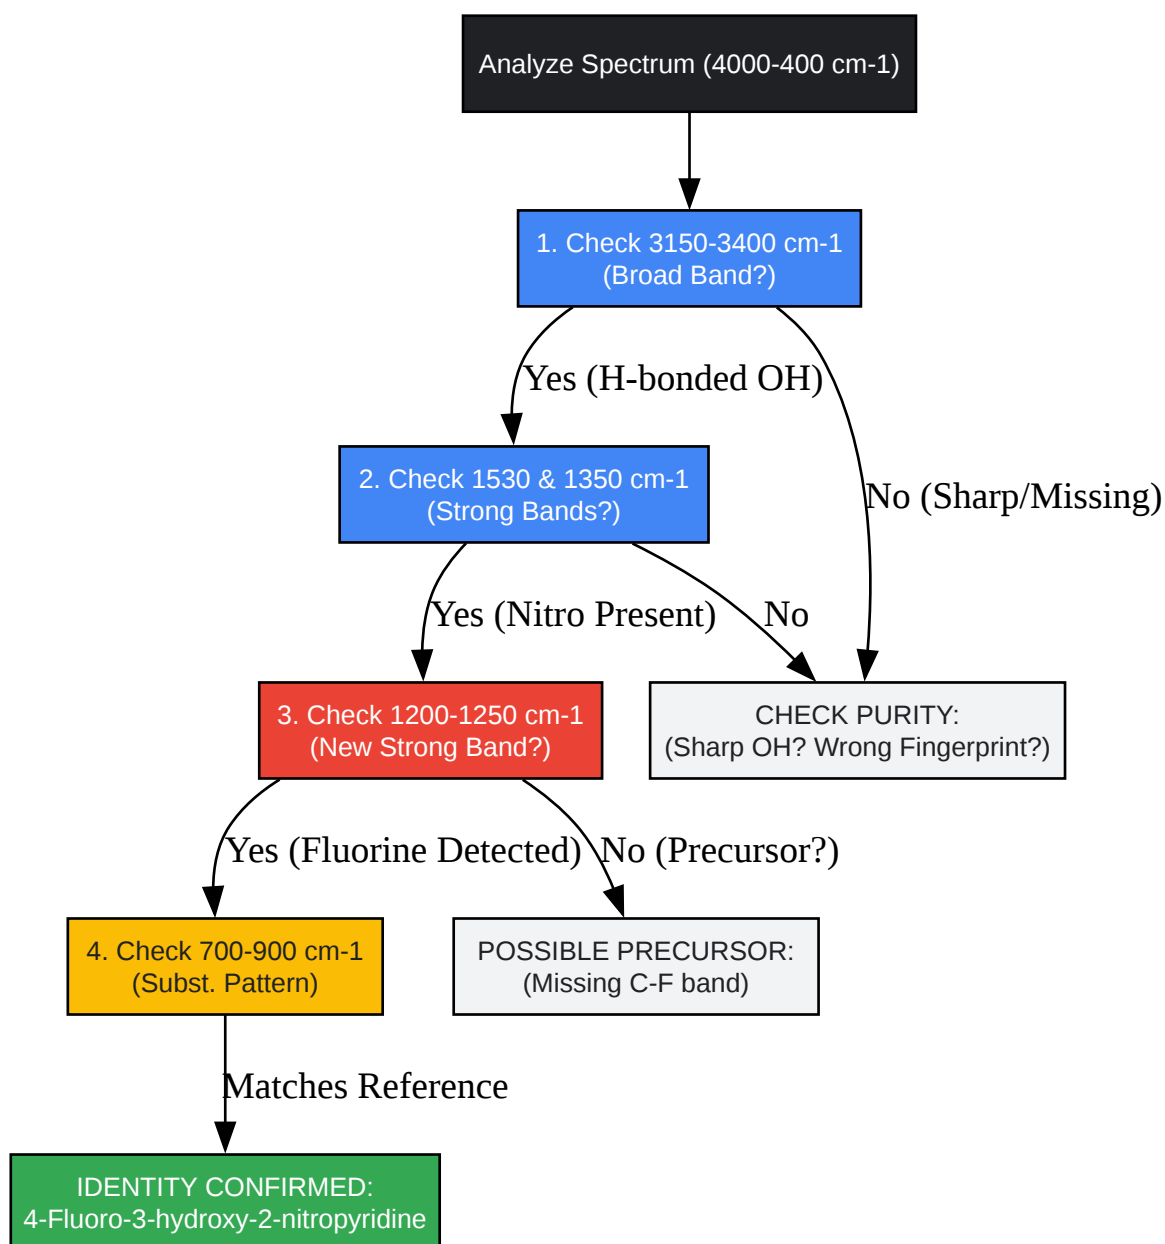 Analyze Spectrum (4000-400 cm-1)
1. Check 3150-3400 cm-1
(Broad Band?)
Yes (H-bonded OH)
2. Check 1530 & 1350 cm-1
(Strong Bands?)
No (Sharp/Missing)
Yes (Nitro Present)
No
3. Check 1200-1250 cm-1
(New Strong Band?)
CHECK PURITY:
(Sharp OH? Wrong Fingerprint?)
Yes (Fluorine Detected)
No (Precursor?)
4. Check 700-900 cm-1
(Subst. Pattern)
POSSIBLE PRECURSOR:
(Missing C-F band)
Matches Reference
IDENTITY CONFIRMED:
4-Fluoro-3-hydroxy-2-nitropyridine